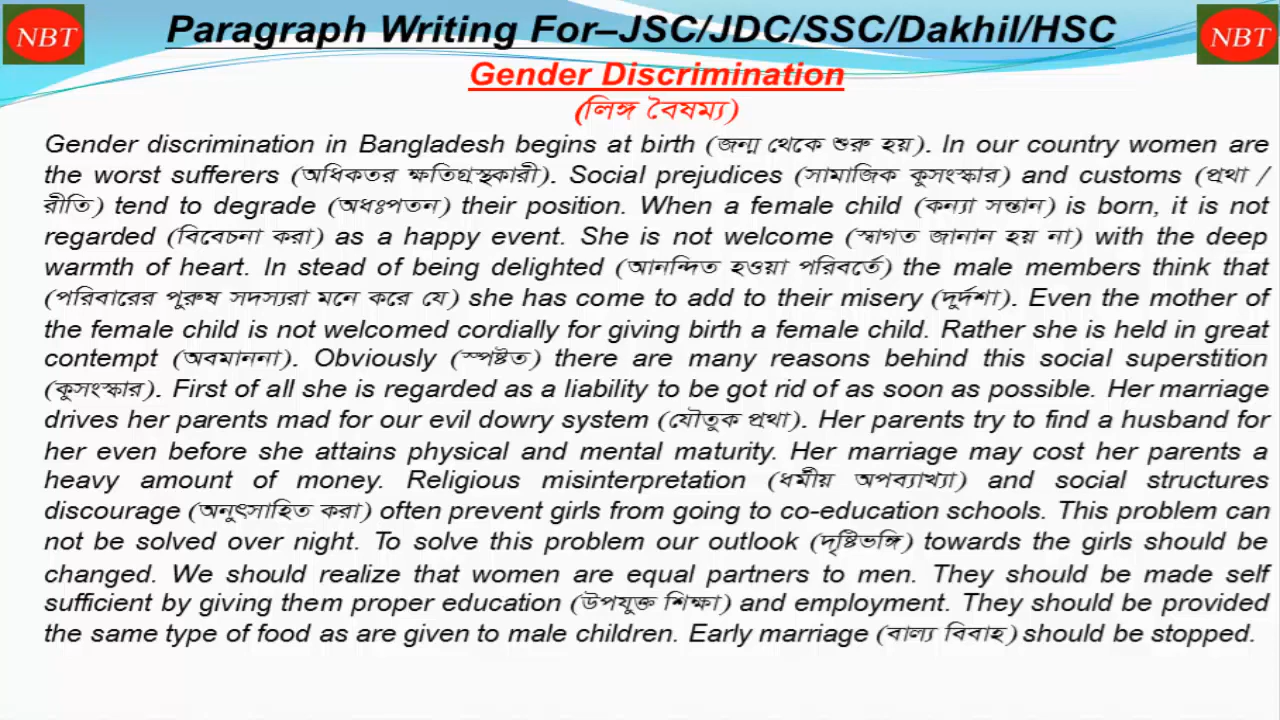 NBT
Paragraph Writing For–JSC/JDC/SSC/Dakhil/HSC
NBT
Gender Discrimination
(লিঙ্গ বৈষম্য)
Gender discrimination in Bangladesh begins at birth (জন্ম থেকে শুরু হয়). In our country women are
the worst sufferers (অধিকতর ক্ষতিগ্রস্থকারী). Social prejudices (সামাজিক কুসংস্কার) and customs (প্রথা /
রীতি) tend to degrade (অধঃপতন) their position. When a female child (কন্যা সন্তান) is born, it is not
regarded (বিবেচনা করা) as a happy event. She is not welcome (স্বাগত জানান হয় না) with the deep
warmth of heart. In stead of being delighted (আনন্দিত হওয়া পরিবর্তে) the male members think that
(পরিবারের পুরুষ সদস্যরা মনে করে যে) she has come to add to their misery (দুর্দশা). Even the mother of
the female child is not welcomed cordially for giving birth a female child. Rather she is held in great
contempt (অবমাননা). Obviously (স্পষ্টত) there are many reasons behind this social superstition
(কুসংস্কার). First of all she is regarded as a liability to be got rid of as soon as possible. Her marriage
drives her parents mad for our evil dowry system (যৌতুক প্রথা). Her parents try to find a husband for
her even before she attains physical and mental maturity. Her marriage may cost her parents a
heavy amount of money. Religious misinterpretation (ধর্মীয় অপব্যাখ্যা) and social structures
discourage (অনুৎসাহিত করা) often prevent girls from going to co-education schools. This problem can
not be solved over night. To solve this problem our outlook (দৃষ্টিভঙ্গি) towards the girls should be
changed. We should realize that women are equal partners to men. They should be made self
sufficient by giving them proper education (উপযুক্ত শিক্ষা) and employment. They should be provided
the same type of food as are given to male children. Early marriage (বাল্য বিবাহ) should be stopped.